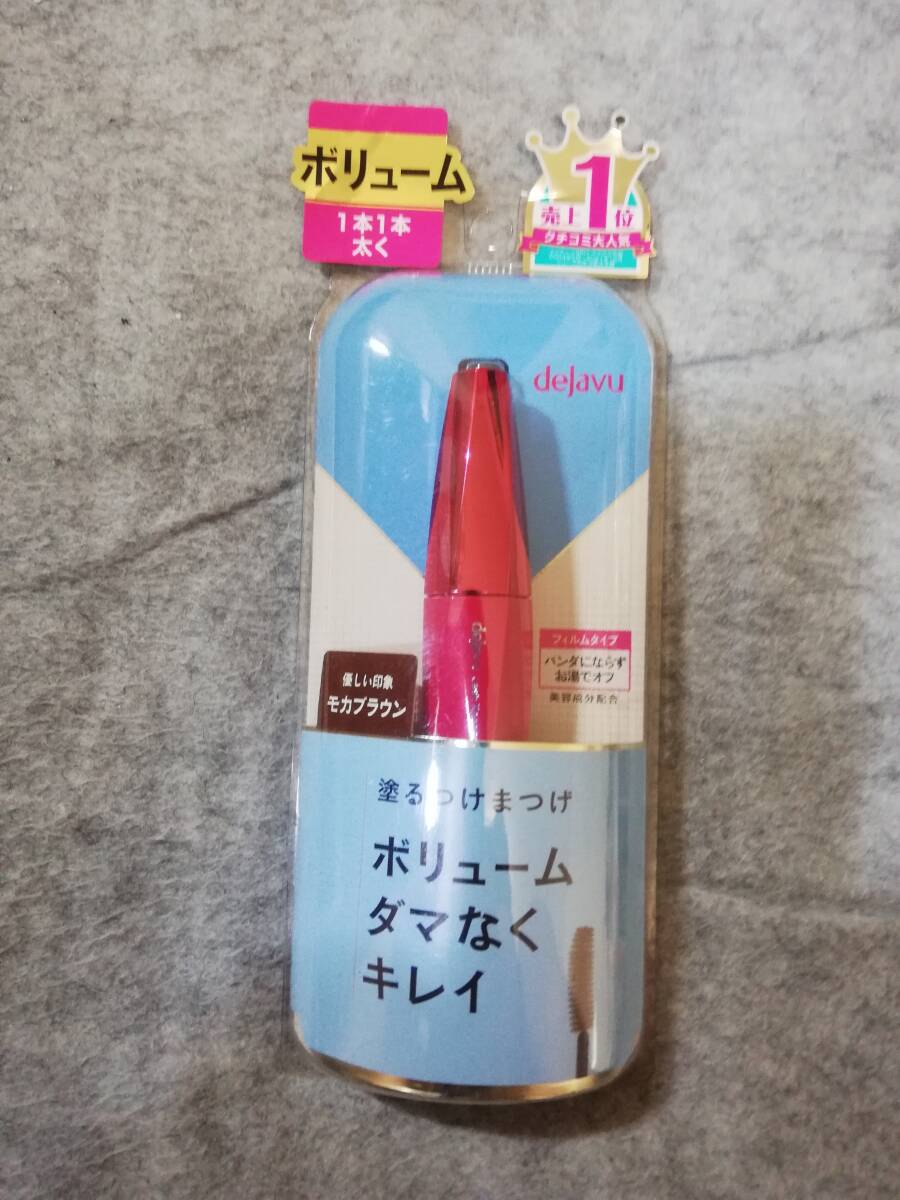 ボリューム
1本1本
太く
1
売上 位
クチコミ大人気
dejavu
フィルムタイプ
パンダにならず
お湯でオフ
美容成分配合
優しい印象
モカブラウン
塗るつけまつげ
ボリューム
ダマなく
キレイ